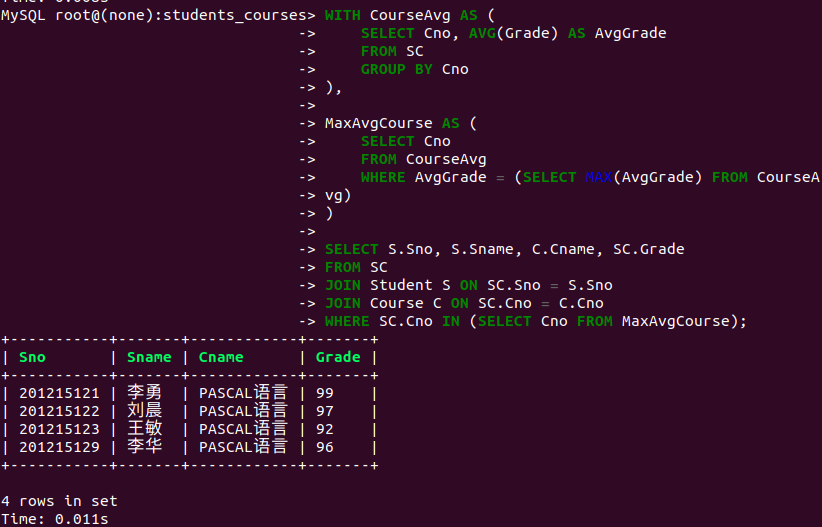 MySQL root@(none):students_courses> WITH CourseAvg AS (
-> SELECT Cno, AVG(Grade) AS AvgGrade
-> FROM SC
-> GROUP BY Cno
-> ),
->
-> MaxAvgCourse AS (
-> SELECT Cno
-> FROM CourseAvg
-> WHERE AvgGrade = (SELECT MAX(AvgGrade) FROM CourseA
-> vg)
-> )
->
-> SELECT S.Sno, S.Sname, C.Cname, SC.Grade
-> FROM SC
-> JOIN Student S ON SC.Sno = S.Sno
-> JOIN Course C ON SC.Cno = C.Cno
-> WHERE SC.Cno IN (SELECT Cno FROM MaxAvgCourse);
+-----------+-------+------------+-------+
| Sno | Sname | Cname | Grade |
+-----------+-------+------------+-------+
| 201215121 | 李勇 | PASCAL语言 | 99 |
| 201215122 | 刘晨 | PASCAL语言 | 97 |
| 201215123 | 王敏 | PASCAL语言 | 92 |
| 201215129 | 李华 | PASCAL语言 | 96 |
+-----------+-------+------------+-------+
4 rows in set
Time: 0.011s